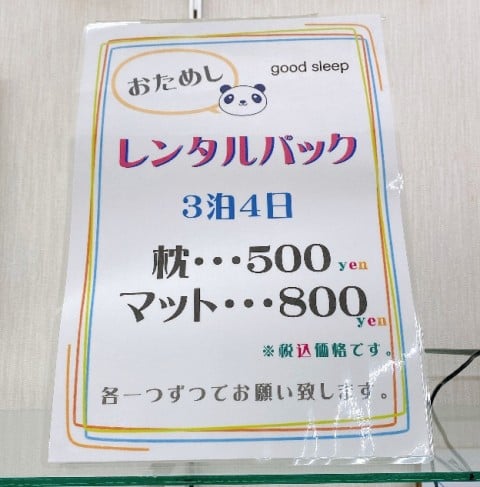 おためし
good sleep
レンタルパック
3泊4日
枕・・・500yen
マット・・・800yen
※税込価格です。
各一つずつてお願い致します。